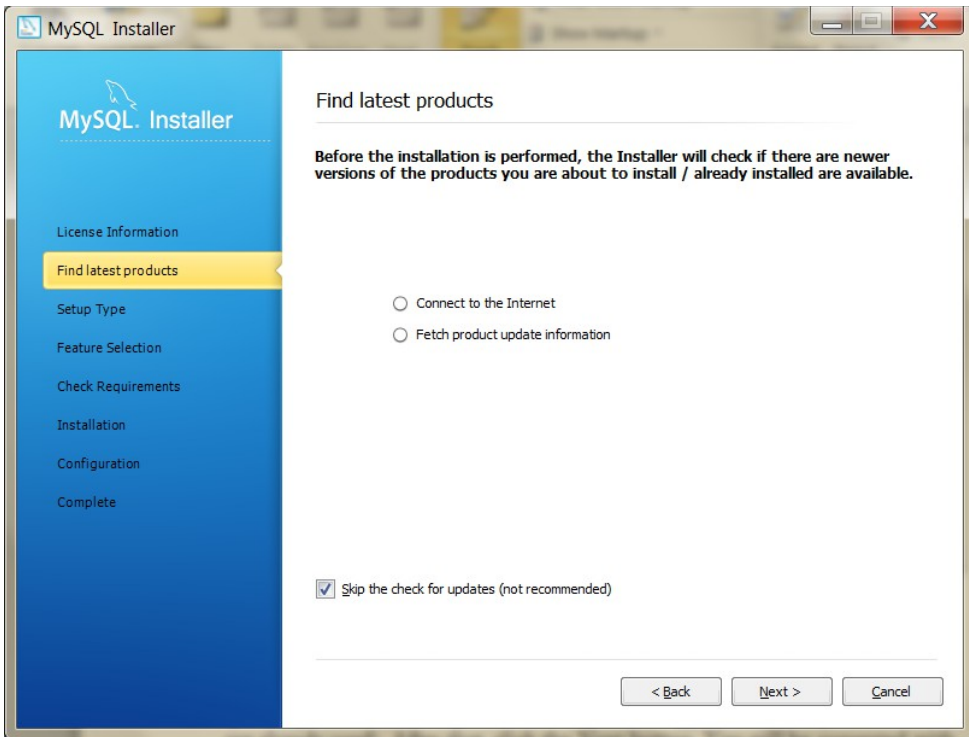 MySQL Installer
MySQL. Installer
License Information
Find latest products
Setup Type
Feature Selection
Check Requirements
Installation
Configuration
Complete
Find latest products
Before the installation is performed, the Installer will check if there are newer
versions of the products you are about to install / already installed are available.
Connect to the Internet
Fetch product update information
Skip the check for updates (not recommended)
< Back
Next >
Cancel